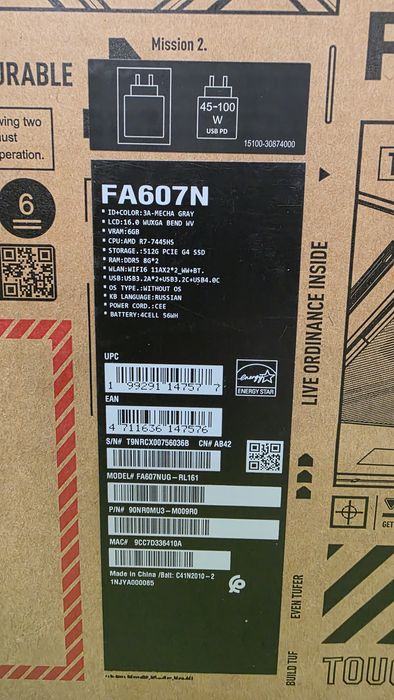 Mission 2.
URABLE
45-100
W
USB PD
15100-30874000
ving two
ust
peration.
6
FA607N
* ID+COLOR:3A-MECHA GRAY
* LCD:16.0 WUXGA BEND WV
* VRAM:6GB
* CPU:AMD R7-7445HS
* STORAGE.:512G PCIE G4 SSD
* RAM:DDR5 8G*2
* WLAN:WIFI6 11AX2*2_WW+BT.
* USB:USB3.2A*2+USB3.2C+USB4.0C
* OS TYPE.:WITHOUT OS
* KB LANGUAGE:RUSSIAN
* POWER CORD.:CEE
* BATTERY:4CELL 56WH
UPC
1 99291 14757 7
ENERGY STAR
EAN
4 711636 147576
S/N# T9NRCX00756036B CN# AB42
MODEL# FA607NUG-RL161
P/N# 90NR0MU3-M009R0
MAC# 9CC7D336410A
Made in China /Batt: C41N2010-2
1NJYA000085
LIVE ORDINANCE INSIDE
GET
EVEN TUFER
BUILD TUF
TOU